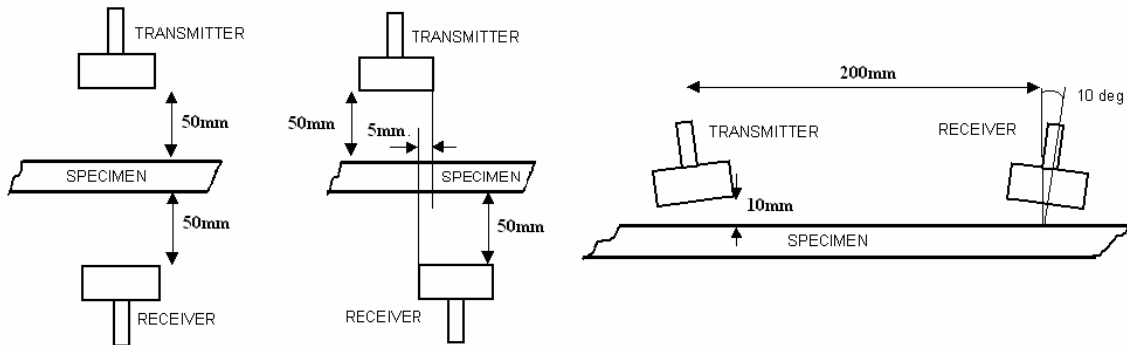 TRANSMITTER
50mm
SPECIMEN
50mm
RECEIVER
TRANSMITTER
50mm
5mm
SPECIMEN
50mm
RECEIVER
200mm
10 deg
TRANSMITTER
RECEIVER
10mm
SPECIMEN